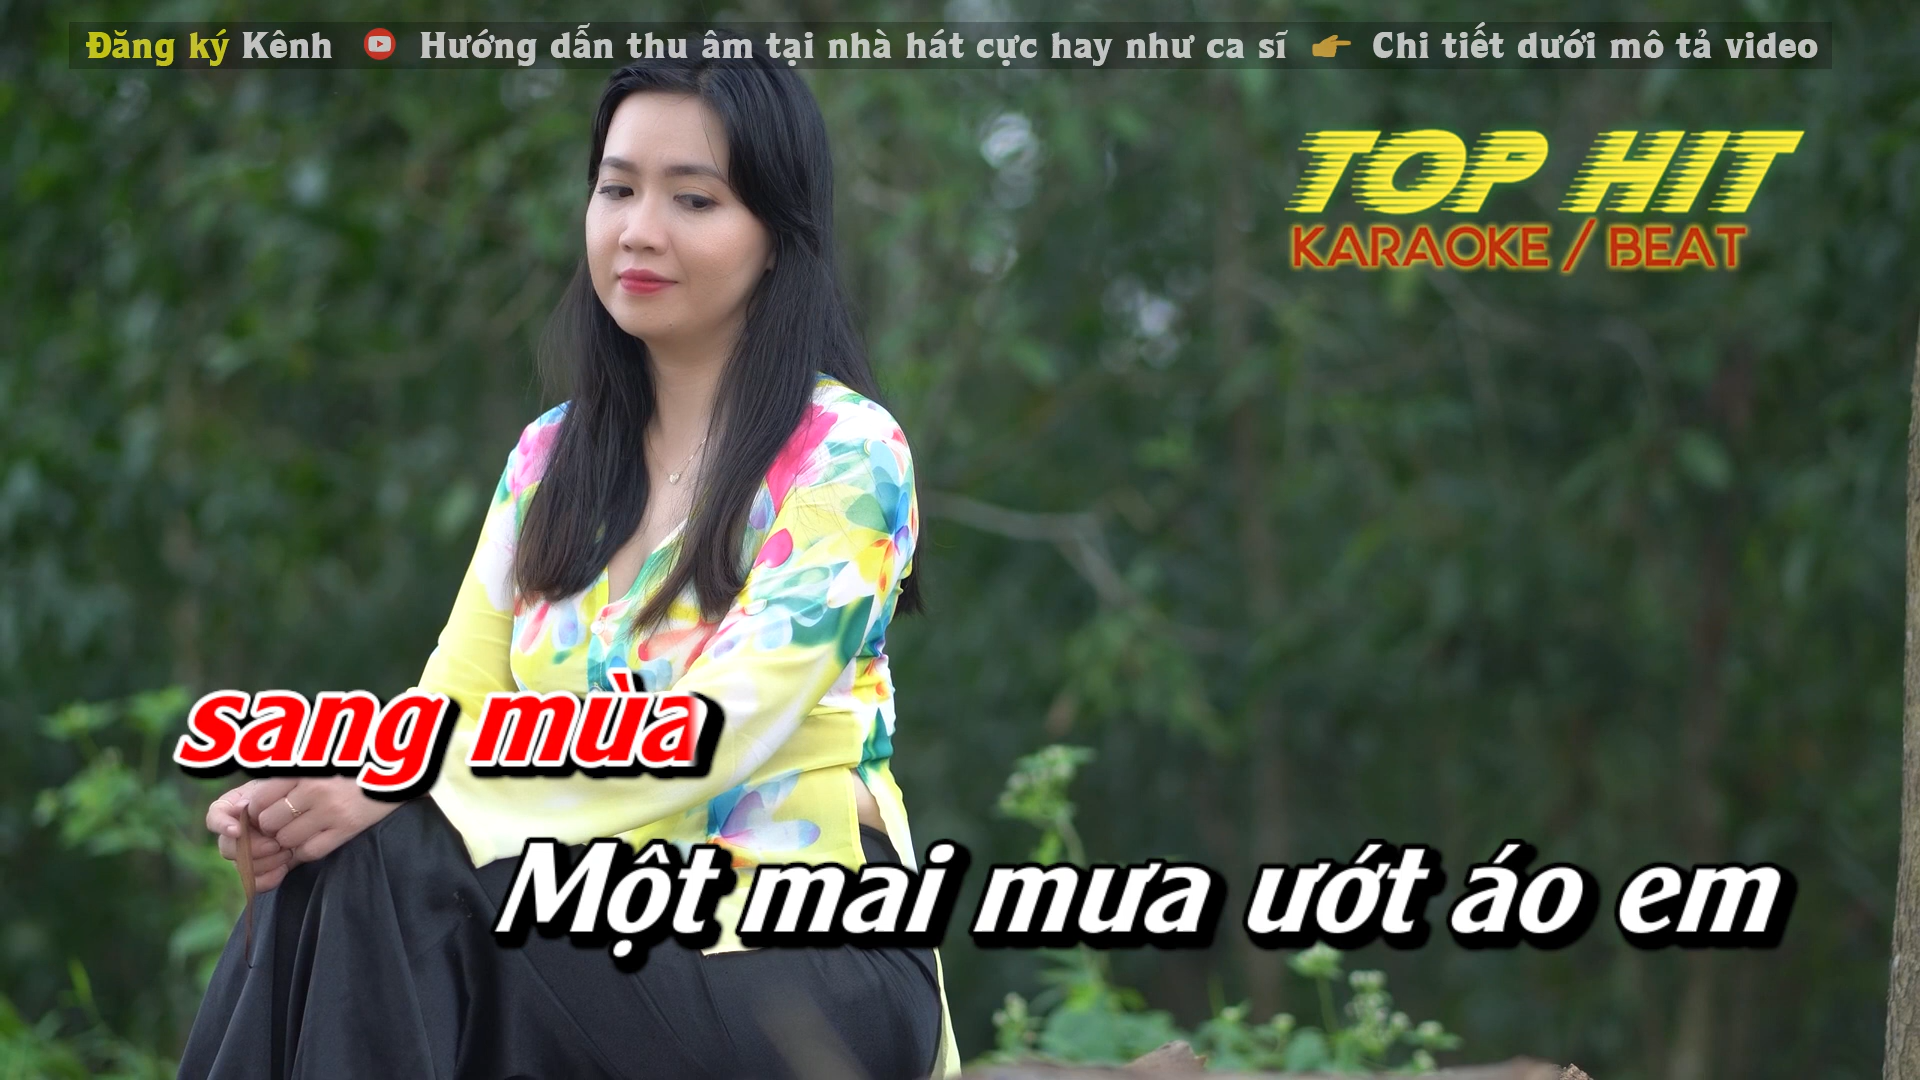 Đăng ký Kênh Hướng dẫn thu âm tại nhà hát cực hay như ca sĩ Chi tiết dưới mô tả video
TOP HIT
KARAOKE / BEAT
sang mùa
Một mai mưa ướt áo em